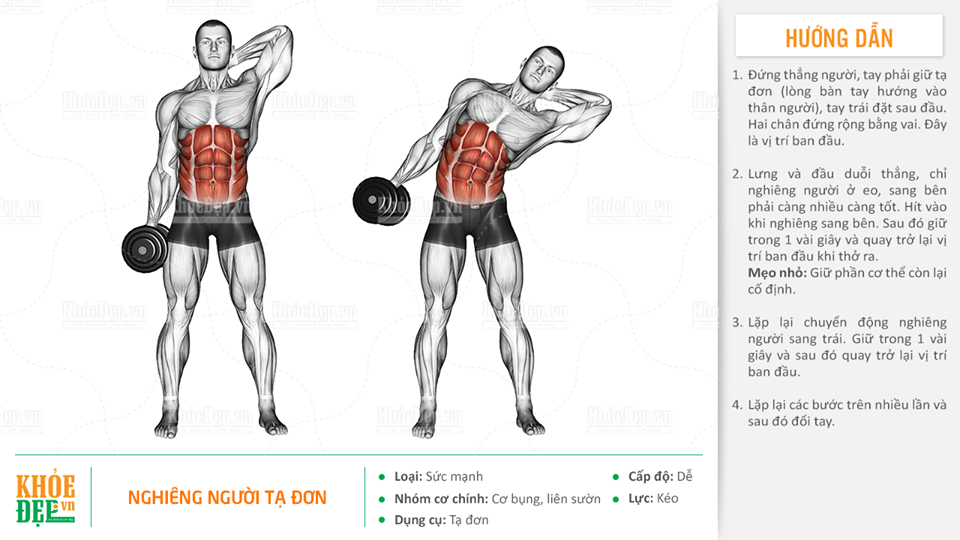 HƯỚNG DẪN
1. Đứng thẳng người, tay phải giữ tạ
đơn (lòng bàn tay hướng vào
thân người), tay trái đặt sau đầu.
Hai chân đứng rộng bằng vai. Đây
là vị trí ban đầu.
2. Lưng và đầu duỗi thẳng, chỉ
nghiêng người ở eo, sang bên
phải càng nhiều càng tốt. Hít vào
khi nghiêng sang bên. Sau đó giữ
trong 1 vài giây và quay trở lại vị
trí ban đầu khi thở ra.
Mẹo nhỏ: Giữ phần cơ thể còn lại
cố định.
3. Lặp lại chuyển động nghiêng
người sang trái. Giữ trong 1 vài
giây và sau đó quay trở lại vị trí
ban đầu.
4. Lặp lại các bước trên nhiều lần và
sau đó đổi tay.
KHỎE
ĐẸP.vn
NGHIÊNG NGƯỜI TẠ ĐƠN
Loại: Sức mạnh
Nhóm cơ chính: Cơ bụng, liên sườn
Dụng cụ: Tạ đơn
Cấp độ: Dễ
Lực: Kéo
KhỏeĐẹp.vn